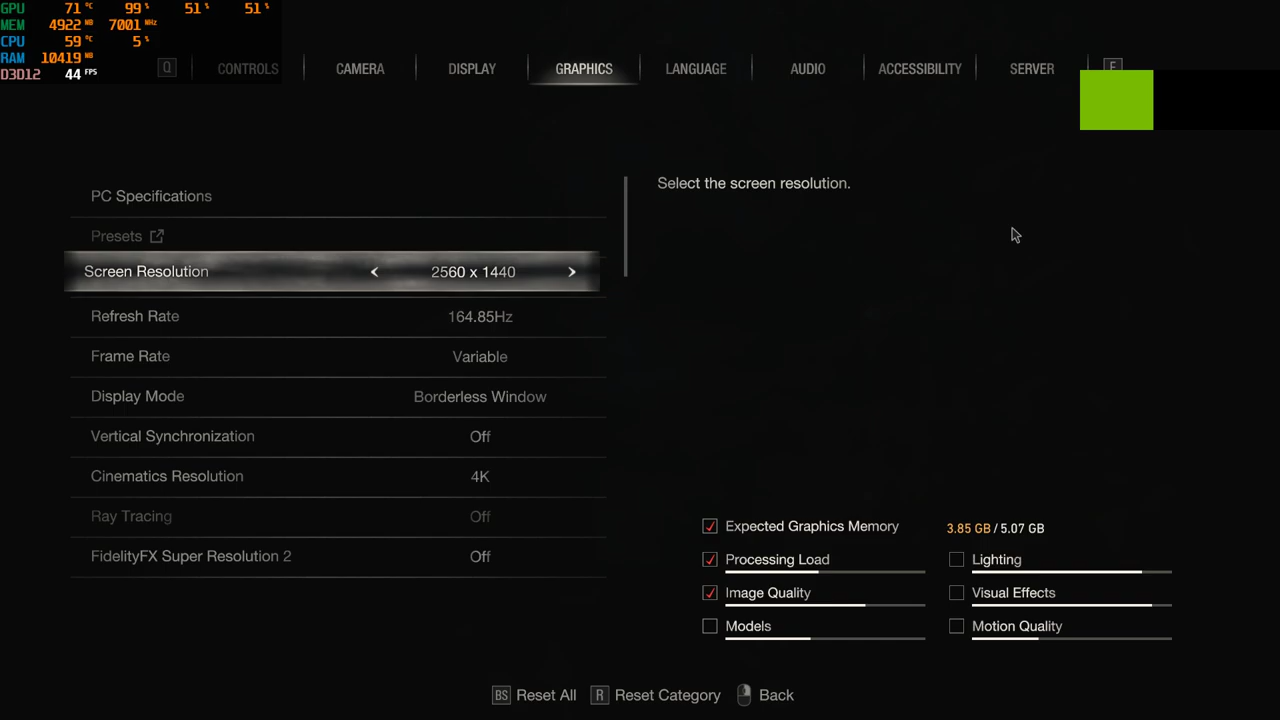 GPU 71 °C 99 % 51 % 51 %
MEM 4922 MB 7001 MHz
CPU 59 °C 5 %
RAM 10419 MB
D3D12 44 FPS
Q CONTROLS CAMERA DISPLAY GRAPHICS LANGUAGE AUDIO ACCESSIBILITY SERVER
PC Specifications
Presets
Screen Resolution 2560 x 1440
Refresh Rate 164.85Hz
Frame Rate Variable
Display Mode Borderless Window
Vertical Synchronization Off
Cinematics Resolution 4K
Ray Tracing Off
FidelityFX Super Resolution 2 Off
Select the screen resolution.
Expected Graphics Memory 3.85 GB / 5.07 GB
Processing Load Lighting
Image Quality Visual Effects
Models Motion Quality
BS Reset All R Reset Category Back